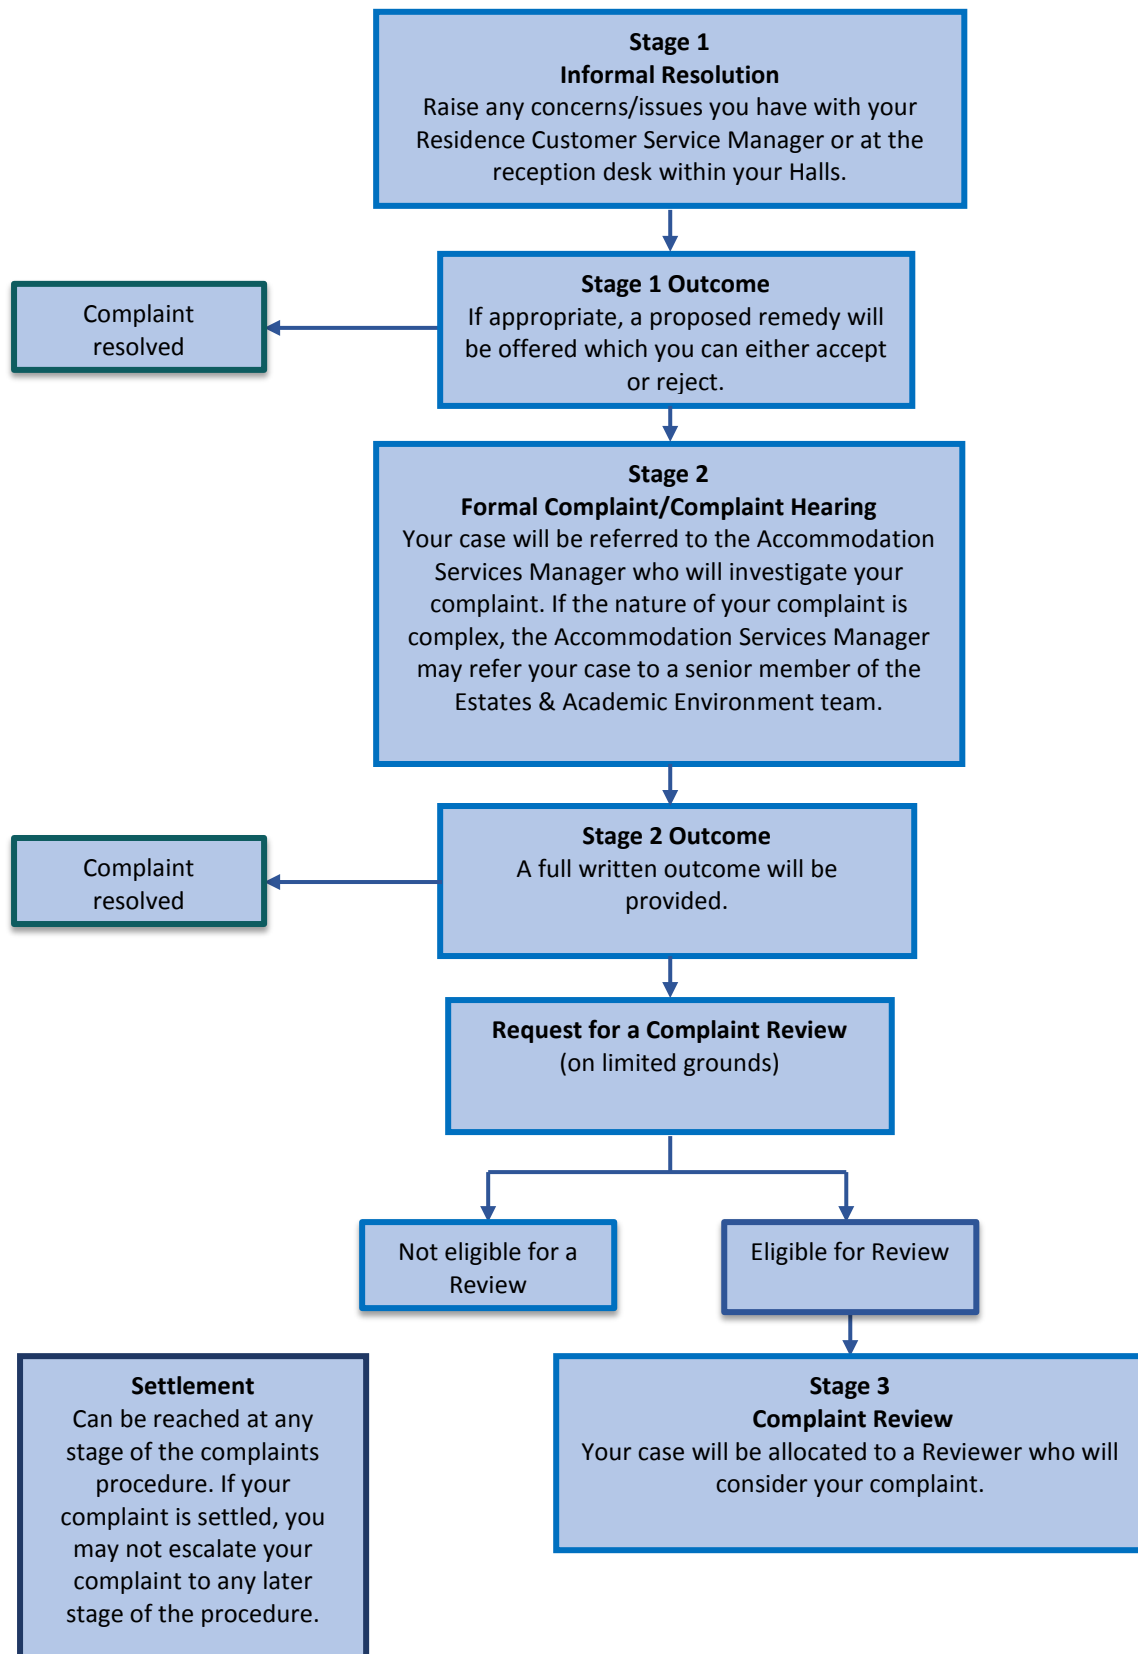 Stage 1
Informal Resolution
Raise any concerns/issues you have with your
Residence Customer Service Manager or at the
reception desk within your Halls.
Stage 1 Outcome
If appropriate, a proposed remedy will
be offered which you can either accept
or reject.
Complaint
resolved
Stage 2
Formal Complaint/Complaint Hearing
Your case will be referred to the Accommodation
Services Manager who will investigate your
complaint. If the nature of your complaint is
complex, the Accommodation Services Manager
may refer your case to a senior member of the
Estates & Academic Environment team.
Stage 2 Outcome
A full written outcome will be
provided.
Complaint
resolved
Request for a Complaint Review
(on limited grounds)
Not eligible for a
Review
Eligible for Review
Settlement
Can be reached at any
stage of the complaints
procedure. If your
complaint is settled, you
may not escalate your
complaint to any later
stage of the procedure.
Stage 3
Complaint Review
Your case will be allocated to a Reviewer who will
consider your complaint.